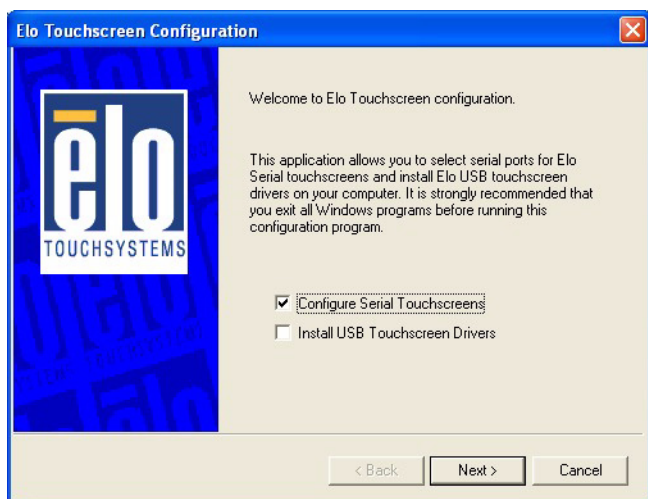 Elo Touchscreen Configuration
elo
TOUCHSYSTEMS
Welcome to Elo Touchscreen configuration.
This application allows you to select serial ports for Elo
Serial touchscreens and install Elo USB touchscreen
drivers on your computer. It is strongly recommended that
you exit all Windows programs before running this
configuration program.
Configure Serial Touchscreens
Install USB Touchscreen Drivers
< Back
Next >
Cancel